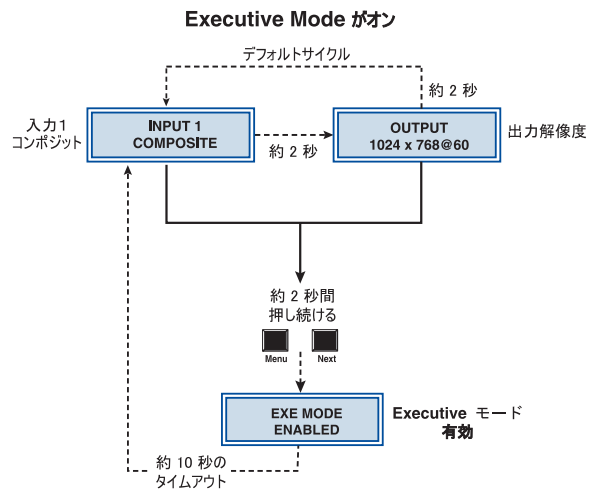 Executive Mode がオン
デフォルトサイクル
約 2 秒
入力1
コンポジット
INPUT 1
COMPOSITE
約 2 秒
OUTPUT
1024 x 768@60
出力解像度
約 2 秒間
押し続ける
Menu
Next
EXE MODE
ENABLED
Executive モード
有効
約 10 秒の
タイムアウト